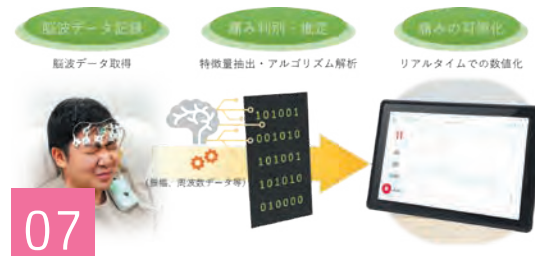 脳波データ記録
痛み判別・推定
痛みの可視化
脳波データ取得
特徴量抽出・アルゴリズム解析
リアルタイムでの数値化
101001
001010
101001
101010
010000
(振幅、周波数データ等)
07